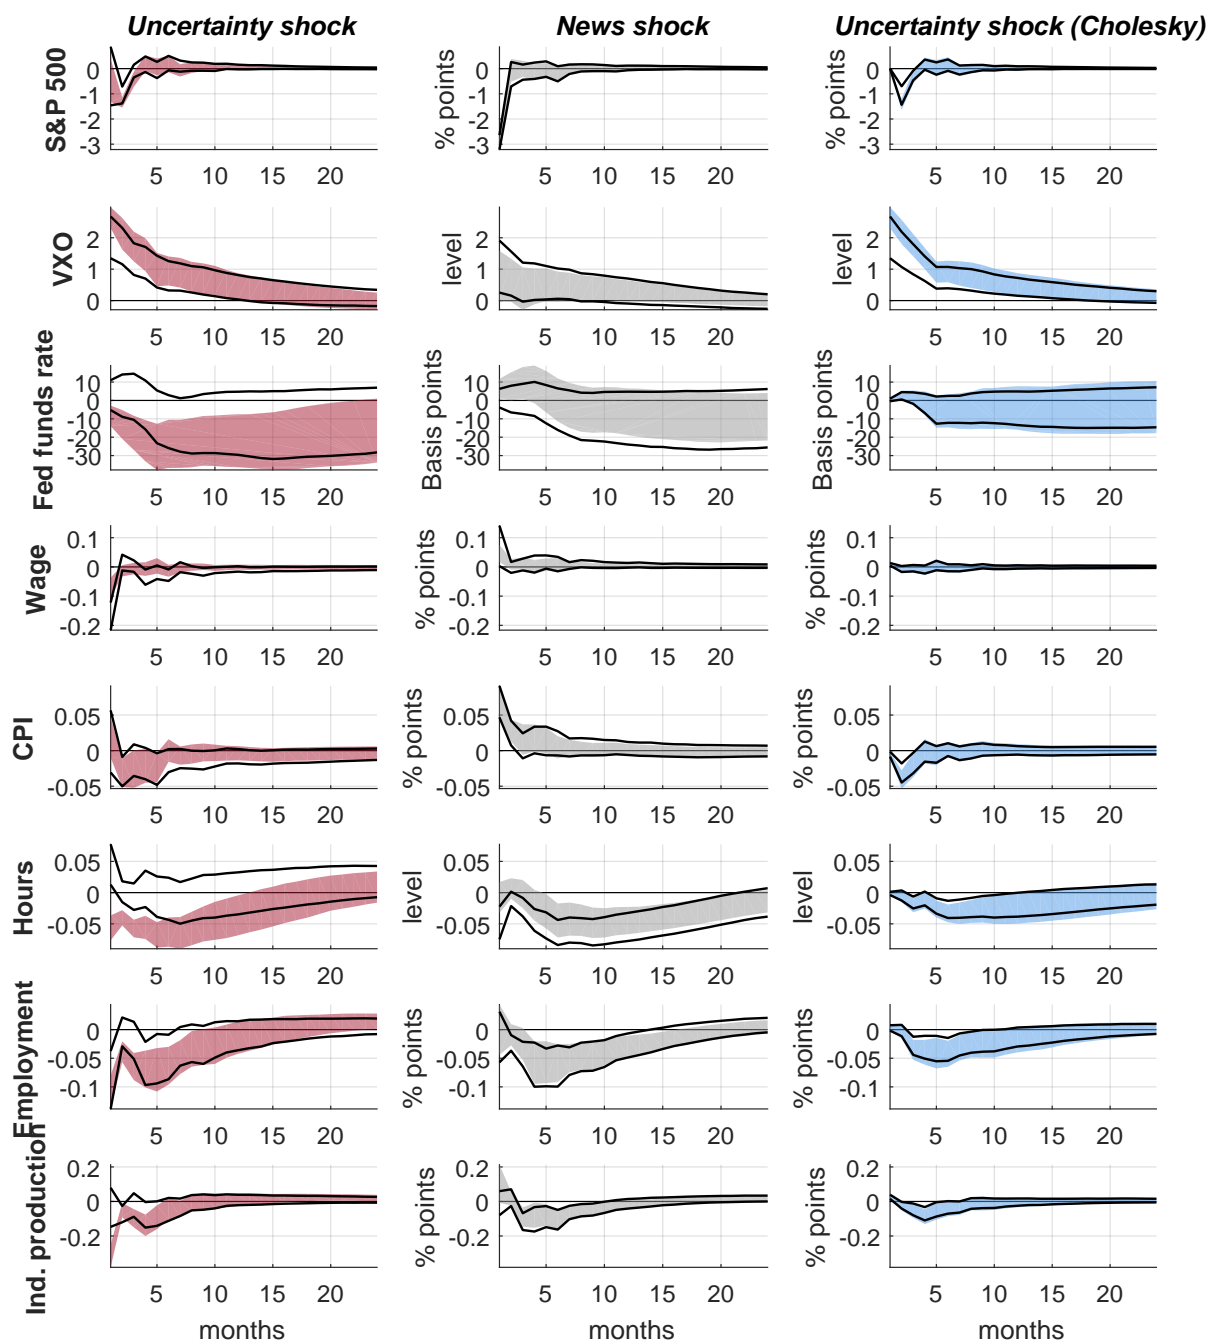 Uncertainty shock News shock Uncertainty shock (Cholesky)
S&P 500
0
-1
-2
-3
5 10 15 20
% points
0
-1
-2
-3
5 10 15 20
% points
0
-1
-2
-3
5 10 15 20
VXO
2
1
0
5 10 15 20
level
2
1
0
5 10 15 20
level
2
1
0
5 10 15 20
Fed funds rate
10
0
-10
-20
-30
5 10 15 20
Basis points
10
0
-10
-20
-30
5 10 15 20
Basis points
10
0
-10
-20
-30
5 10 15 20
Wage
0.1
0
-0.1
-0.2
5 10 15 20
% points
0.1
0
-0.1
-0.2
5 10 15 20
% points
0.1
0
-0.1
-0.2
5 10 15 20
CPI
0.05
0
-0.05
5 10 15 20
% points
0.05
0
-0.05
5 10 15 20
% points
0.05
0
-0.05
5 10 15 20
Hours
0.05
0
-0.05
5 10 15 20
level
0.05
0
-0.05
5 10 15 20
level
0.05
0
-0.05
5 10 15 20
Employment
0
-0.05
-0.1
5 10 15 20
% points
0
-0.05
-0.1
5 10 15 20
% points
0
-0.05
-0.1
5 10 15 20
Ind. production
0.2
0
-0.2
5 10 15 20
months
% points
0.2
0
-0.2
5 10 15 20
months
% points
0.2
0
-0.2
5 10 15 20
months